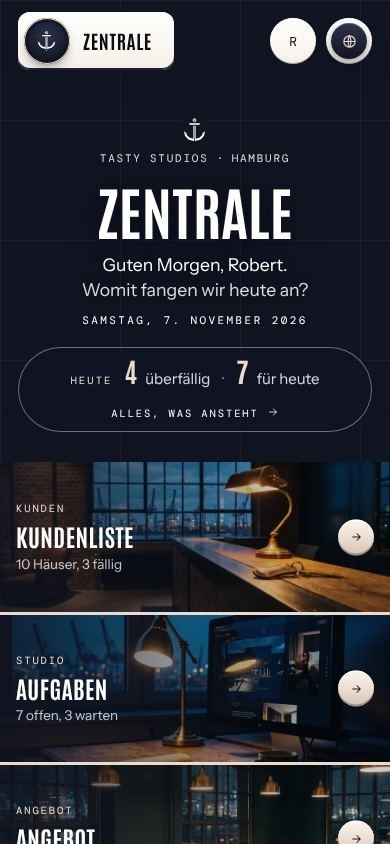 ZENTRALE
R
TASTY STUDIOS · HAMBURG
ZENTRALE
Guten Morgen, Robert.
Womit fangen wir heute an?
SAMSTAG, 7. NOVEMBER 2026
HEUTE 4 überfällig · 7 für heute
ALLES, WAS ANSTEHT →
KUNDEN
KUNDENLISTE
10 Häuser, 3 fällig
STUDIO
AUFGABEN
7 offen, 3 warten
ANGEBOT
ANGEBOT